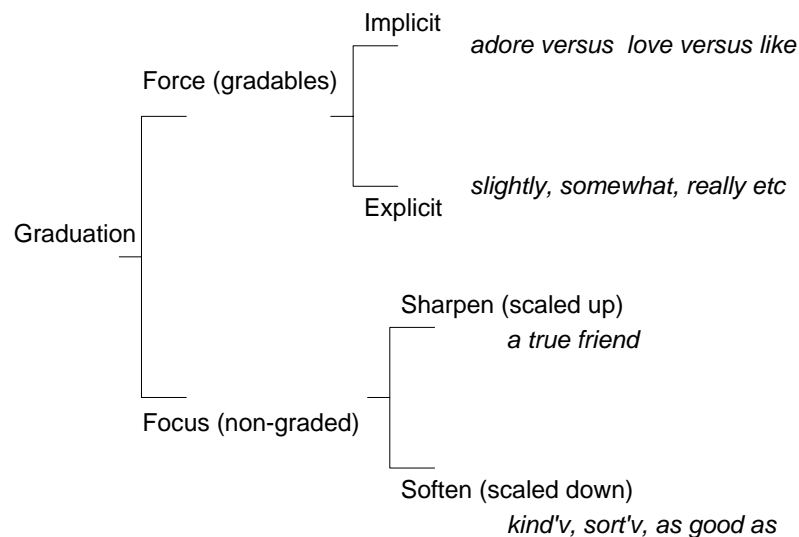 Implicit
adore versus love versus like
Force (gradables)
slightly, somewhat, really etc
Explicit
Graduation
Sharpen (scaled up)
a true friend
Focus (non-graded)
Soften (scaled down)
kind'v, sort'v, as good as